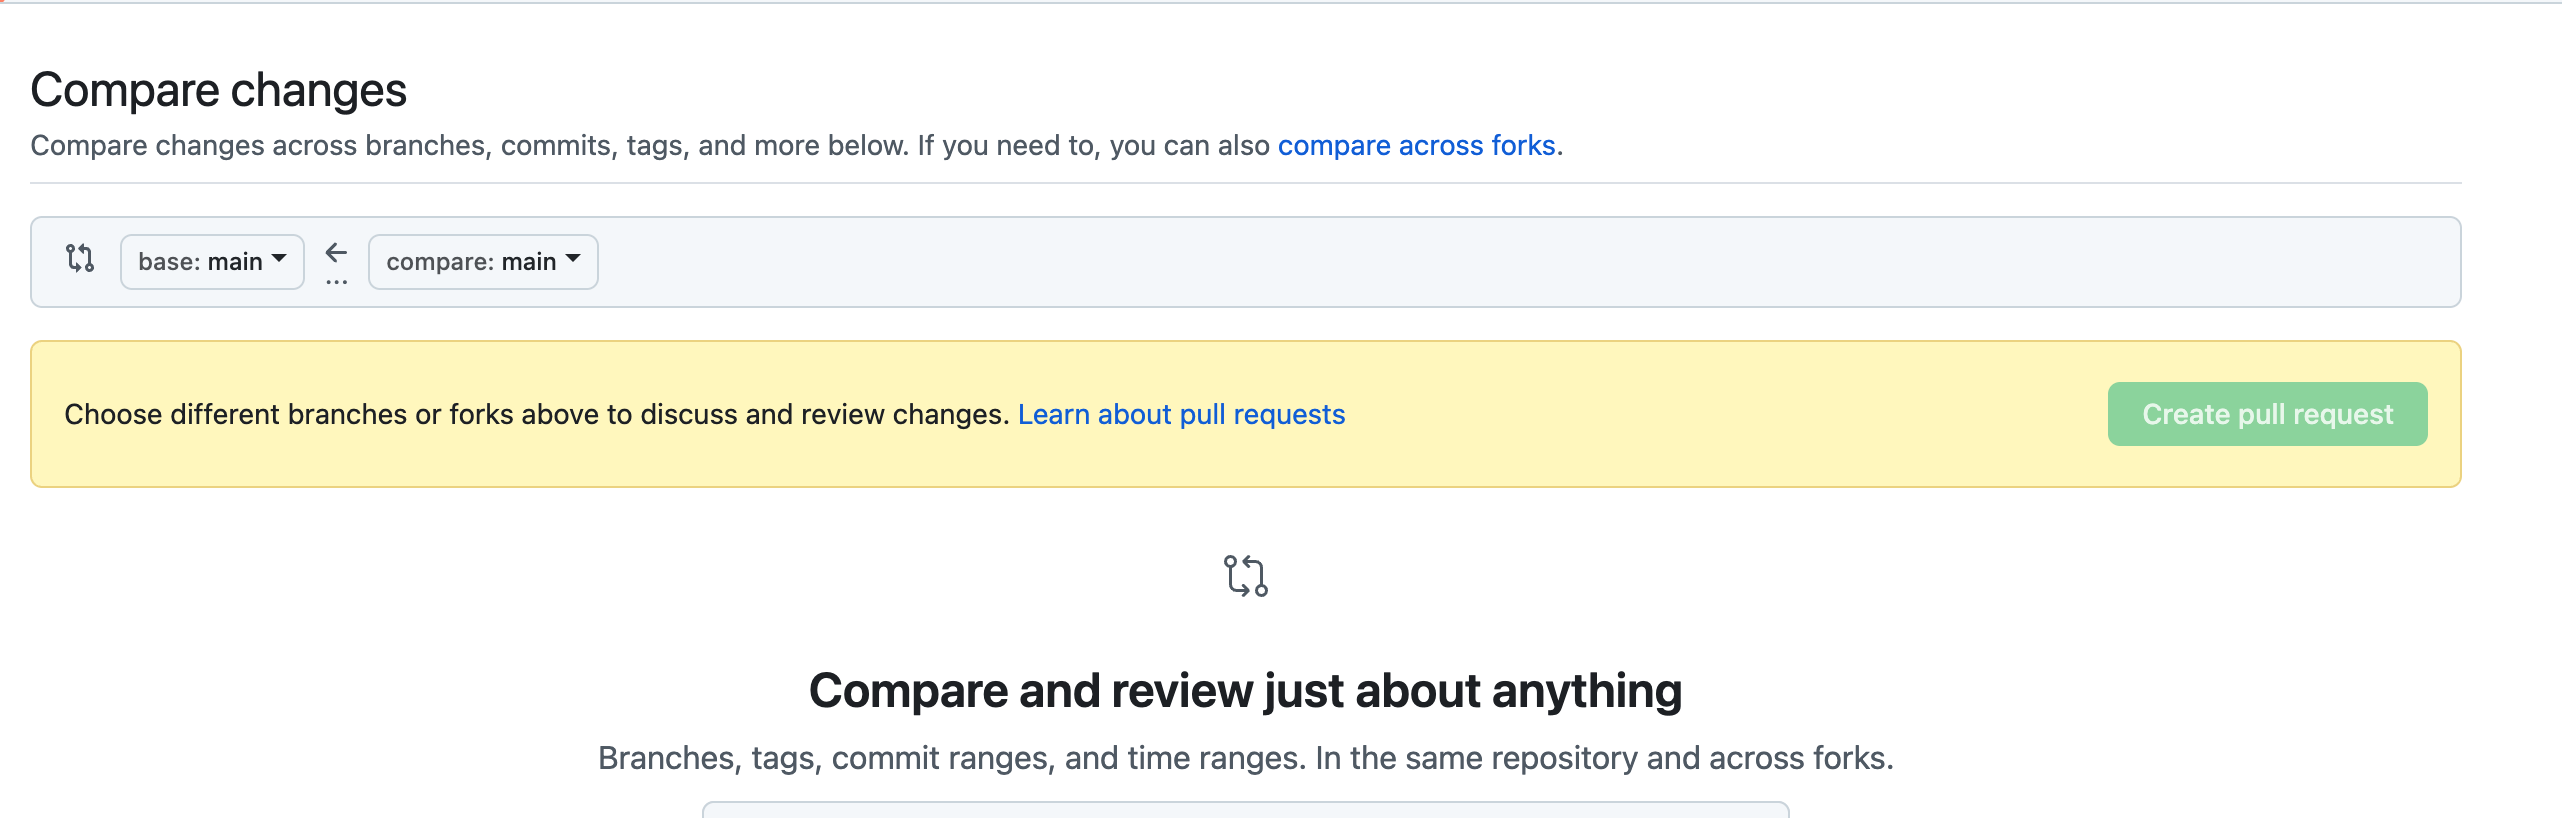 Compare changes
Compare changes across branches, commits, tags, and more below. If you need to, you can also compare across forks.
base: main
...
compare: main
Choose different branches or forks above to discuss and review changes. Learn about pull requests
Create pull request
Compare and review just about anything
Branches, tags, commit ranges, and time ranges. In the same repository and across forks.